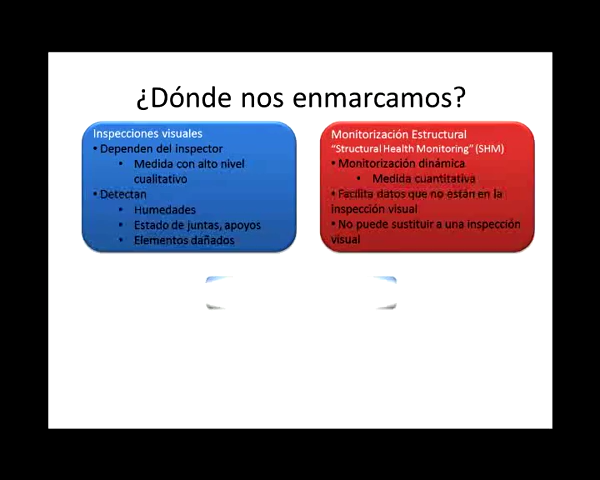 ¿Dónde nos enmarcamos?
Inspecciones visuales
• Dependen del inspector
• Medida con alto nivel
cualitativo
• Detectan
• Humedades
• Estado de juntas, apoyos
• Elementos dañados
Monitorización Estructural
“Structural Health Monitoring” (SHM)
• Monitorización dinámica
• Medida cuantitativa
• Facilita datos que no están en la
inspección visual
• No puede sustituir a una inspección
visual